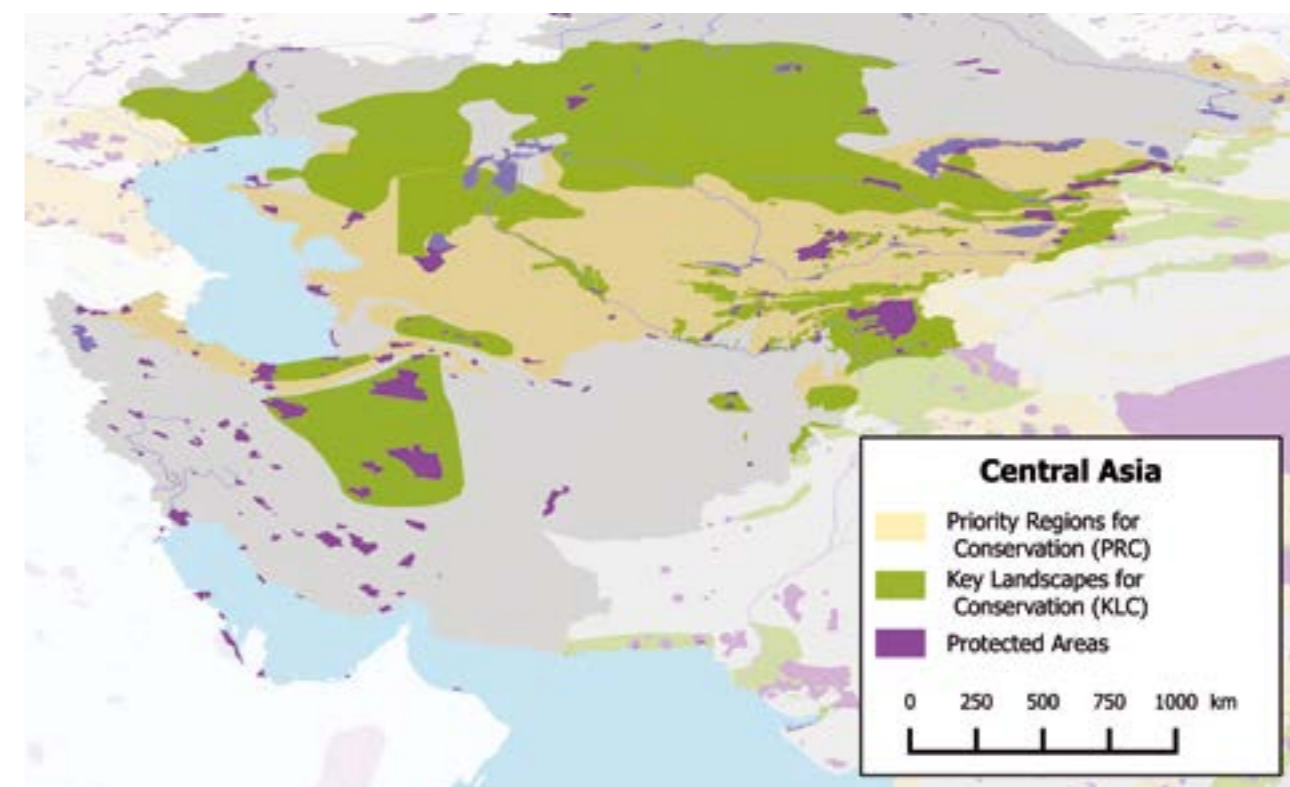 Central Asia
Priority Regions for
Conservation (PRC)
Key Landscapes for
Conservation (KLC)
Protected Areas
0 250 500 750 1000 km